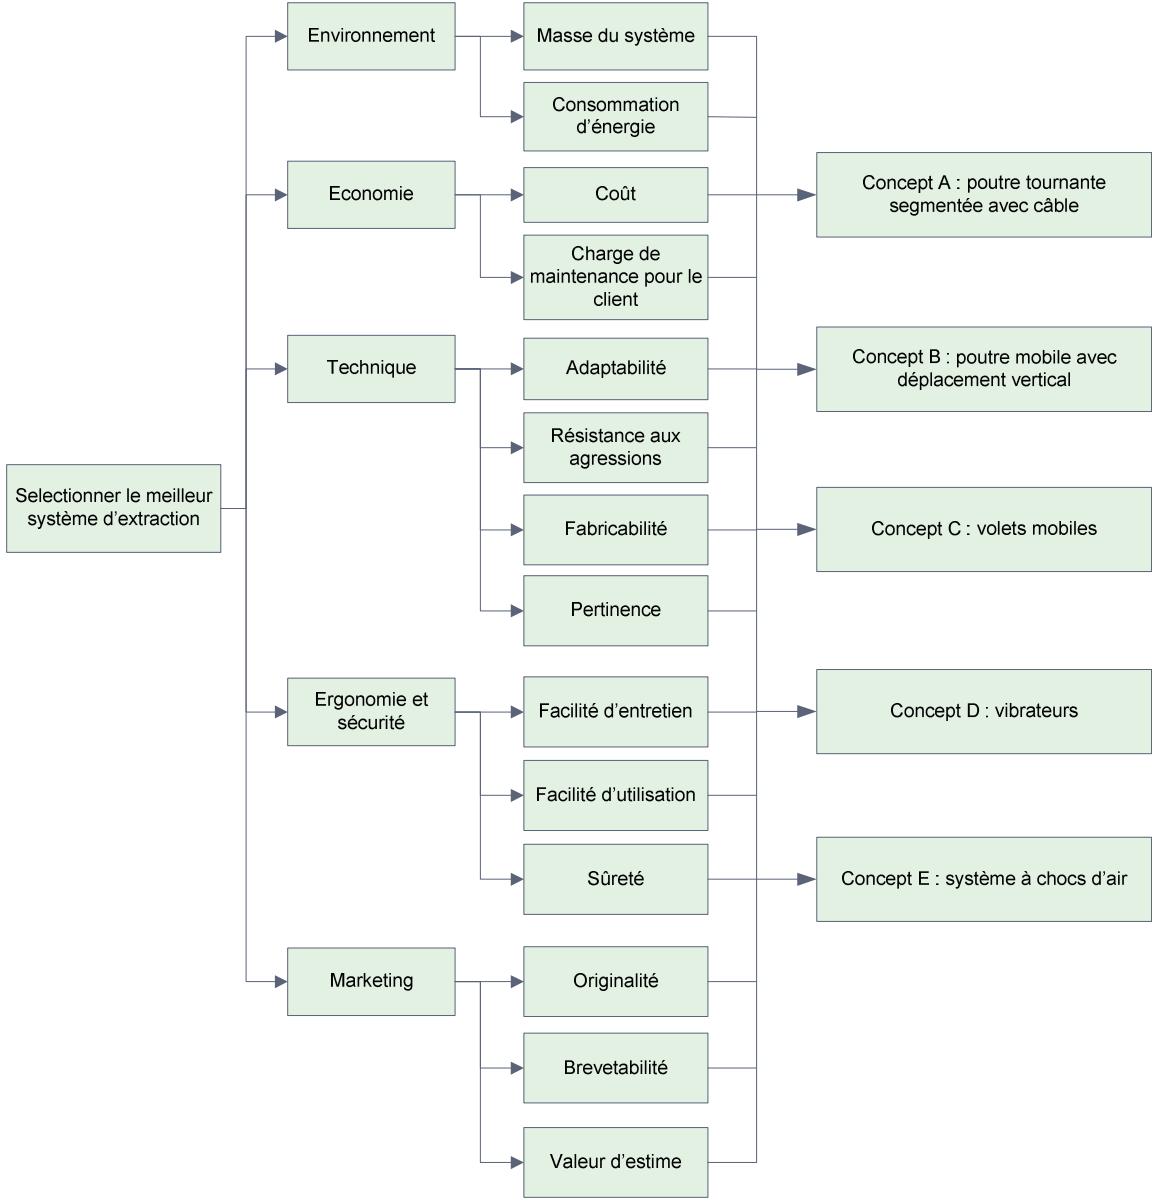 Environnement
Masse du système
Consommation
d’énergie
Economie
Coût
Concept A : poutre tournante
segmentée avec câble
Charge de
maintenance pour le
client
Technique
Adaptabilité
Concept B : poutre mobile avec
déplacement vertical
Résistance aux
agressions
Selectionner le meilleur
système d’extraction
Fabricabilité
Concept C : volets mobiles
Pertinence
Ergonomie et
sécurité
Facilité d’entretien
Concept D : vibrateurs
Facilité d’utilisation
Sûreté
Concept E : système à chocs d’air
Marketing
Originalité
Brevetabilité
Valeur d’estime